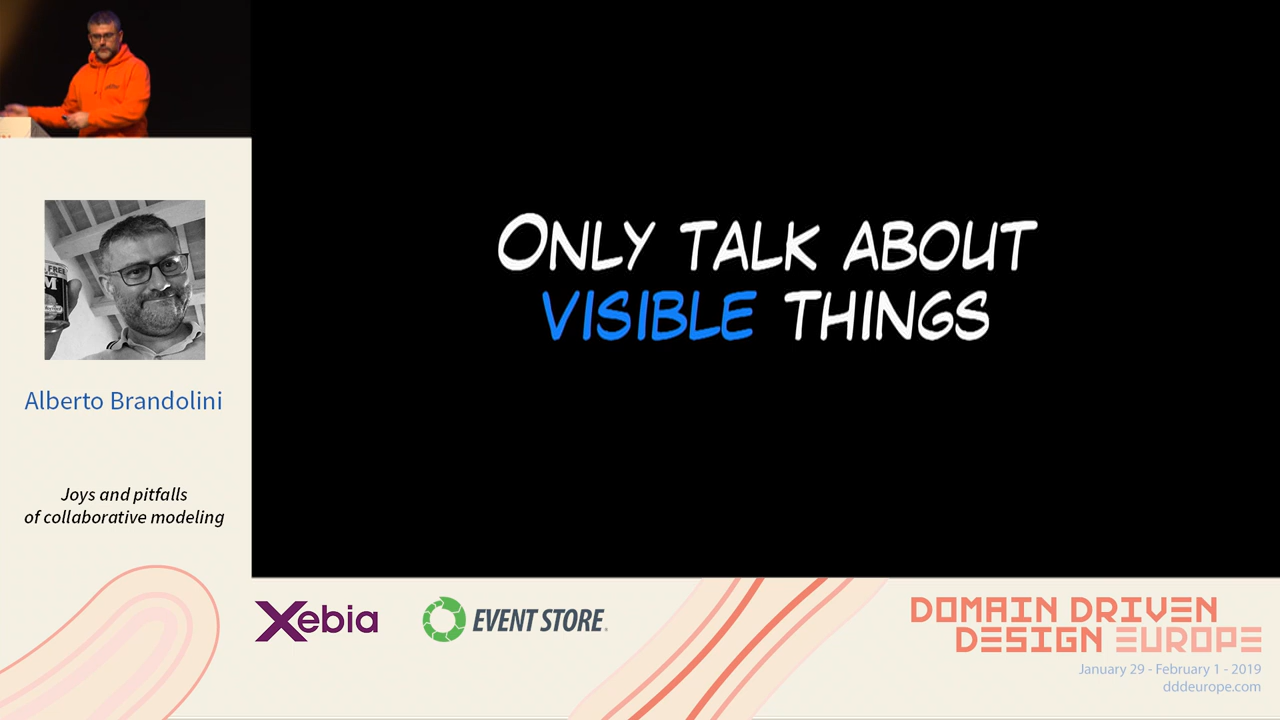 ONLY TALK ABOUT
VISIBLE THINGS
FREE
M
Alberto Brandolini
Joys and pitfalls
of collaborative modeling
Xebia
EVENT STORE
DOMAIN DRIVEN
DESIGN EUROPE
January 29 - February 1 - 2019
dddeurope.com